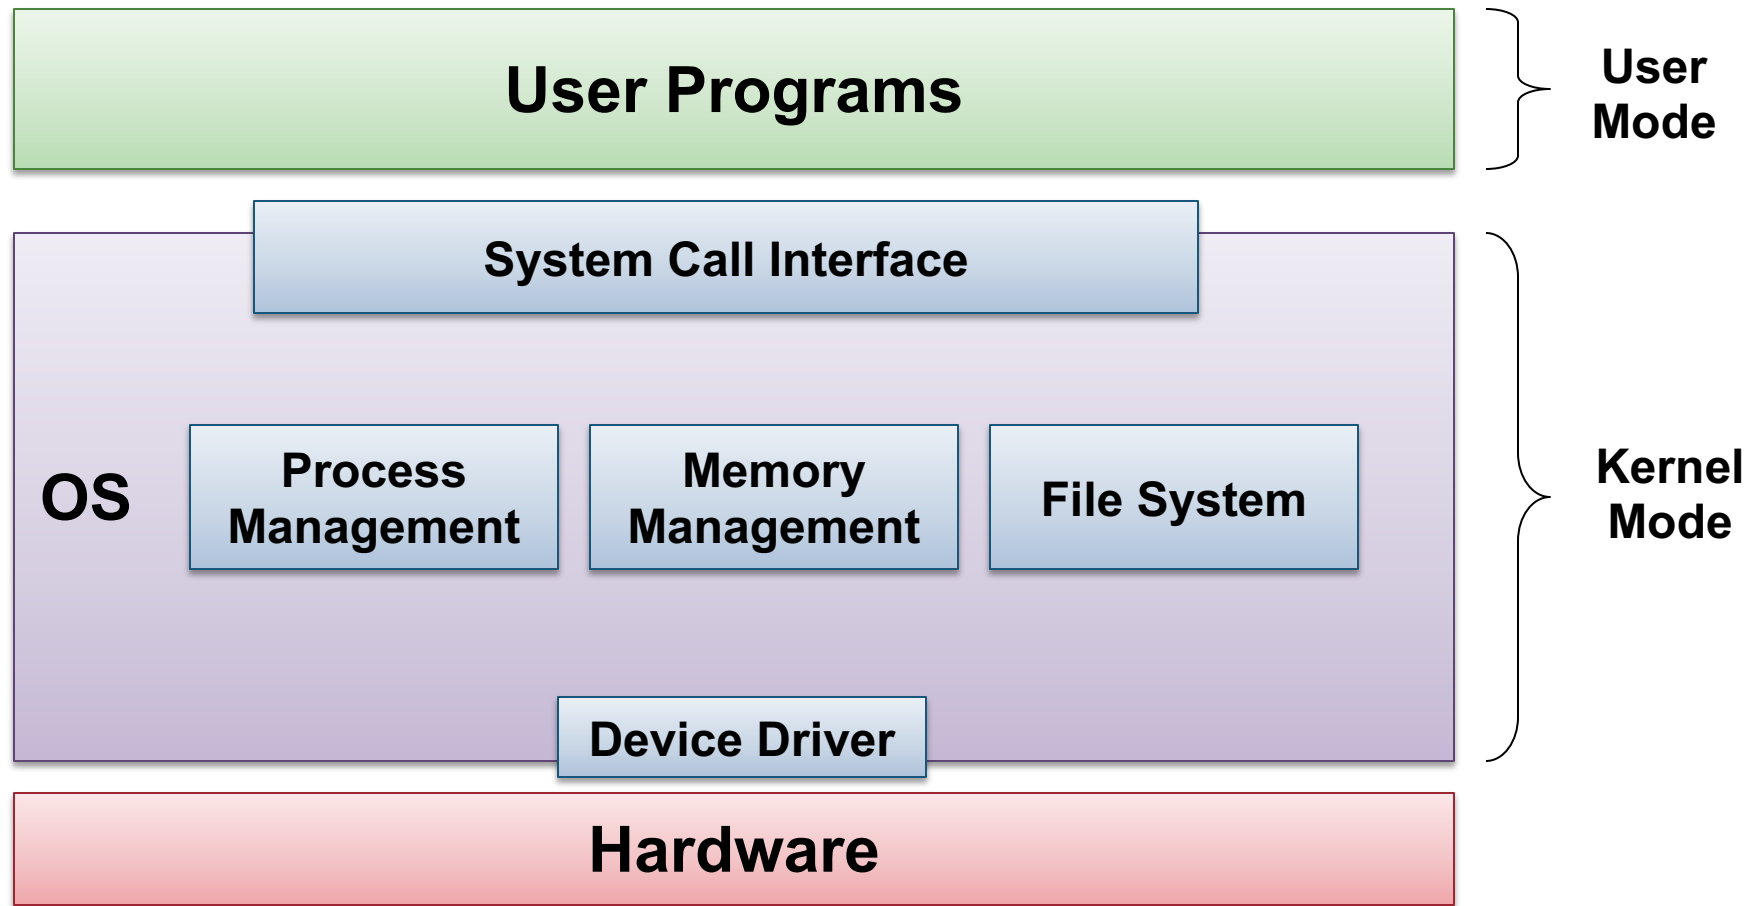 User Programs
User
Mode
System Call Interface
OS
Process
Management
Memory
Management
File System
Kernel
Mode
Device Driver
Hardware